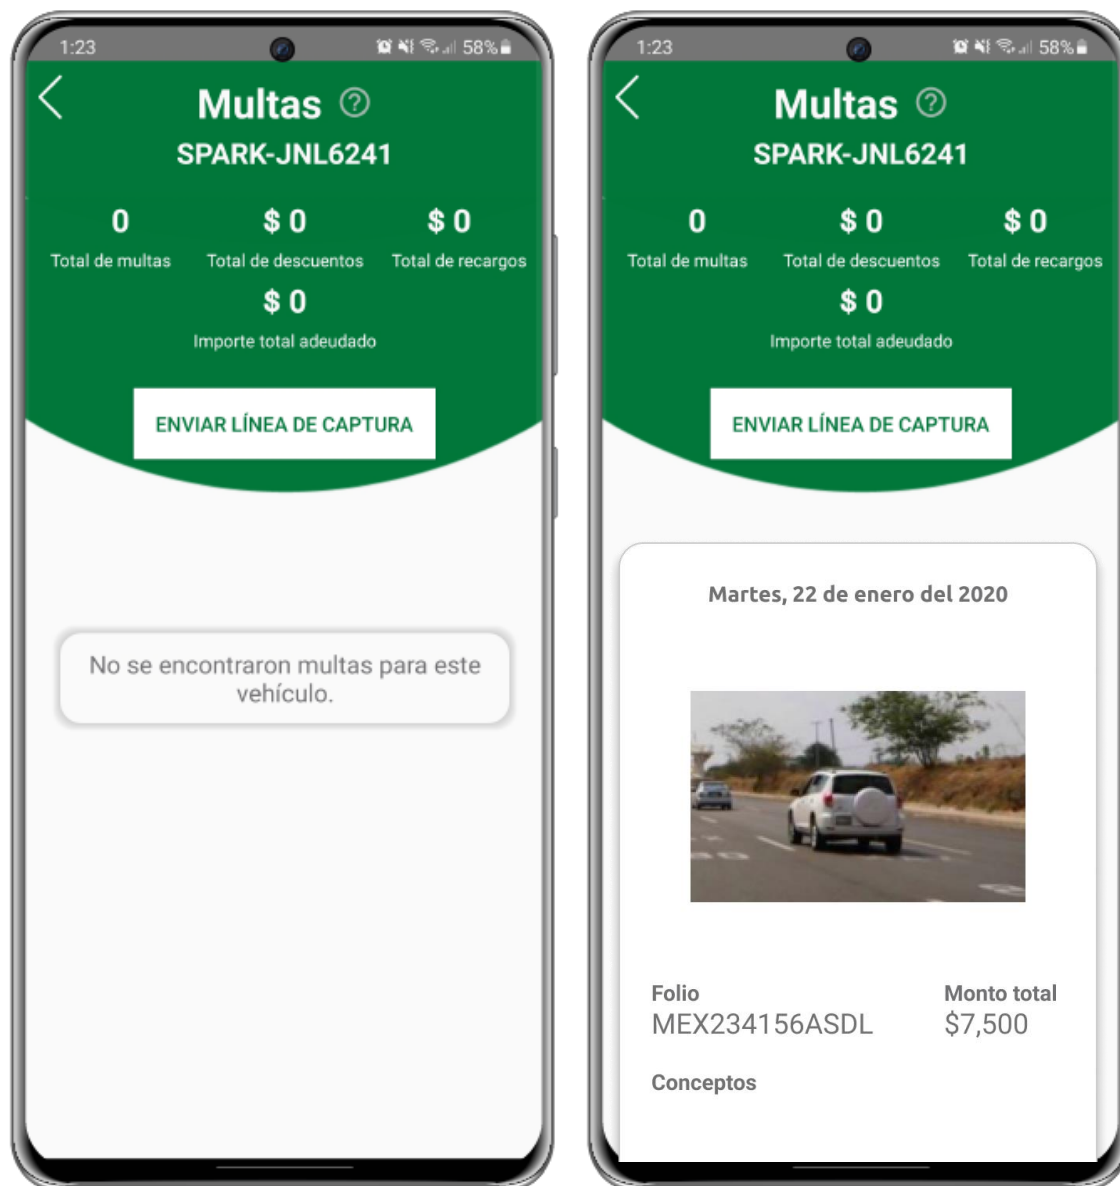 1:23
58%
Multas ?
SPARK-JNL6241
0
$ 0
$ 0
Total de multas
Total de descuentos
Total de recargos
$ 0
Importe total adeudado
ENVIAR LÍNEA DE CAPTURA
No se encontraron multas para este
vehículo.
1:23
58%
Multas ?
SPARK-JNL6241
0
$ 0
$ 0
Total de multas
Total de descuentos
Total de recargos
$ 0
Importe total adeudado
ENVIAR LÍNEA DE CAPTURA
Martes, 22 de enero del 2020
Folio
Monto total
MEX234156ASDL
$7,500
Conceptos